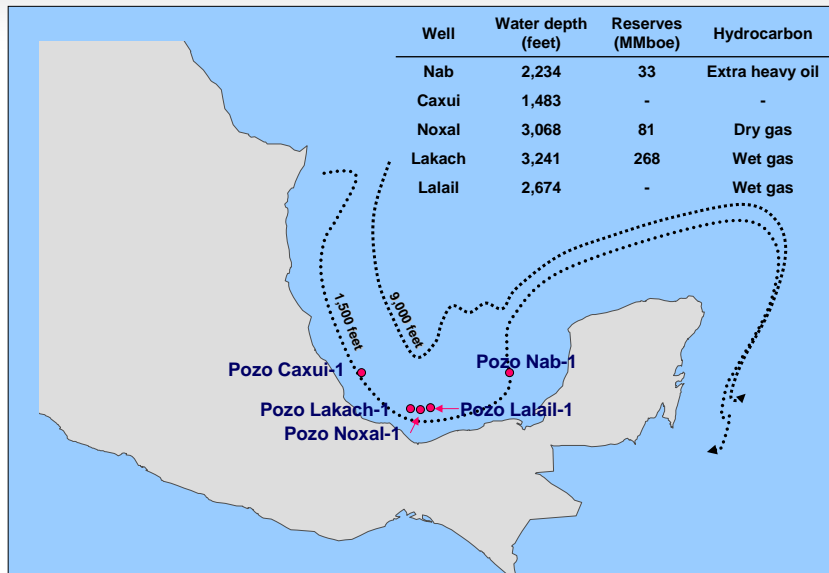 Well Water depth (feet) Reserves (MMboe) Hydrocarbon
Nab 2,234 33 Extra heavy oil
Caxui 1,483 - -
Noxal 3,068 81 Dry gas
Lakach 3,241 268 Wet gas
Lalail 2,674 - Wet gas
1,500 feet
9,000 feet
Pozo Caxui-1
Pozo Nab-1
Pozo Lakach-1
Pozo Lalail-1
Pozo Noxal-1